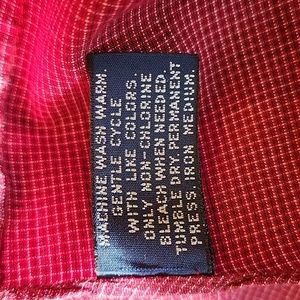 MACHINE WASH WARM.
GENTLE CYCLE
WITH LIKE COLORS.
ONLY NON-CHLORINE
BLEACH WHEN NEEDED.
TUMBLE DRY PERMANENT
PRESS. IRON MEDIUM.